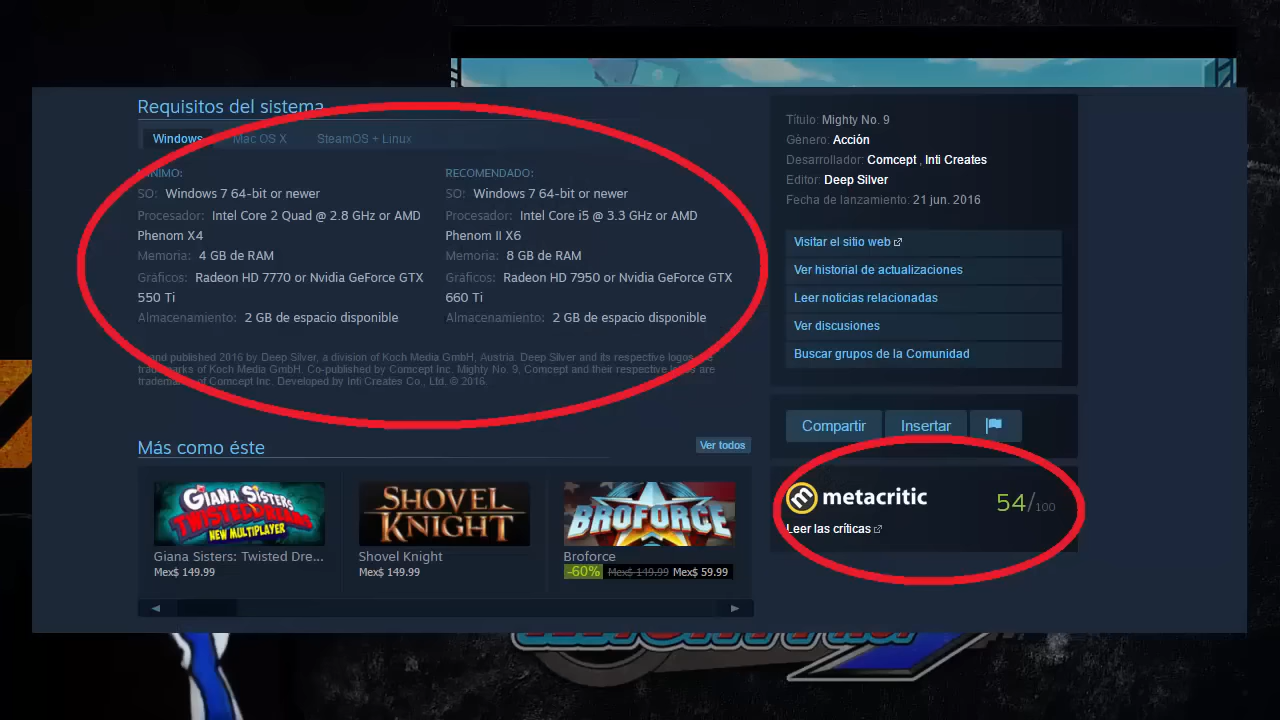 Requisitos del sistema
Windows
Mac OS X
SteamOS + Linux
MÍNIMO:
SO: Windows 7 64-bit or newer
Procesador: Intel Core 2 Quad @ 2.8 GHz or AMD
Phenom X4
Memoria: 4 GB de RAM
Gráficos: Radeon HD 7770 or Nvidia GeForce GTX
550 Ti
Almacenamiento: 2 GB de espacio disponible
RECOMENDADO:
SO: Windows 7 64-bit or newer
Procesador: Intel Core i5 @ 3.3 GHz or AMD
Phenom II X6
Memoria: 8 GB de RAM
Gráficos: Radeon HD 7950 or Nvidia GeForce GTX
660 Ti
Almacenamiento: 2 GB de espacio disponible
and published 2016 by Deep Silver, a division of Koch Media GmbH, Austria. Deep Silver and its respective logos
trademarks of Koch Media GmbH. Co-published by Comcept Inc. Mighty No. 9, Comcept and their respective logos are
trademarks of Comcept Inc. Developed by Inti Creates Co., Ltd. © 2016.
Más como éste
Ver todos
GIANA SISTERS
TWISTED DREAMS
NEW MULTIPLAYER
Giana Sisters: Twisted Dre...
Mex$ 149.99
SHOVEL
KNIGHT
Shovel Knight
Mex$ 149.99
BROFORCE
Broforce
-60% Mex$ 149.99 Mex$ 59.99
Título: Mighty No. 9
Género: Acción
Desarrollador: Comcept , Inti Creates
Editor: Deep Silver
Fecha de lanzamiento: 21 jun. 2016
Visitar el sitio web
Ver historial de actualizaciones
Leer noticias relacionadas
Ver discusiones
Buscar grupos de la Comunidad
Compartir
Insertar
metacritic
54/100
Leer las críticas